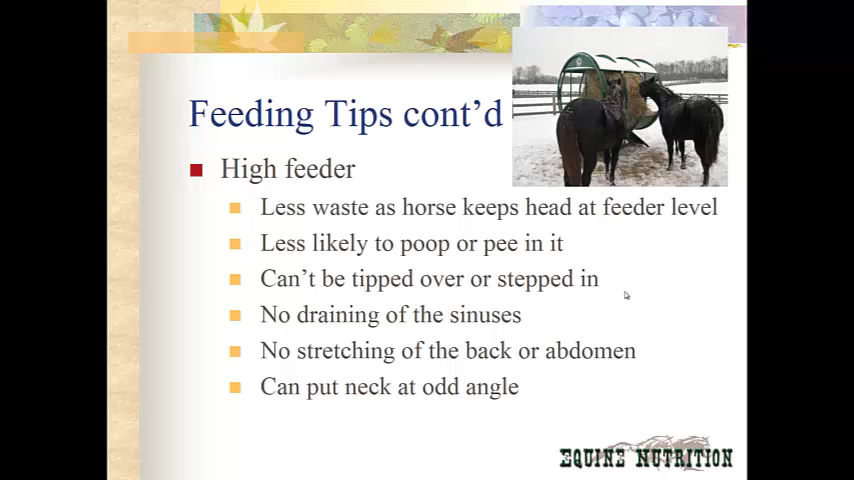 Feeding Tips cont’d
High feeder
Less waste as horse keeps head at feeder level
Less likely to poop or pee in it
Can’t be tipped over or stepped in
No draining of the sinuses
No stretching of the back or abdomen
Can put neck at odd angle
EQUINE NUTRITION